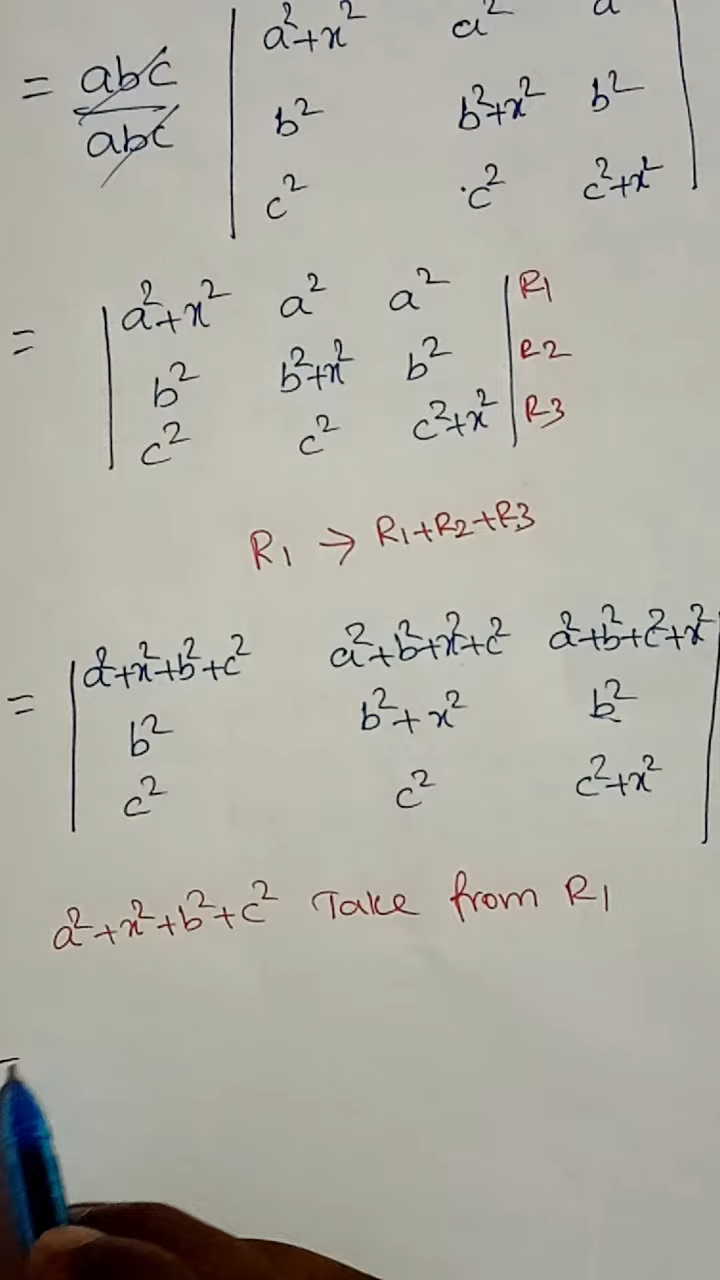 a²+x² a² a
= abc/abc b² b²+x² b²
c² c² c²+x²
= | a²+x² a² a² | R1
b² b²+x² b² R2
c² c² c²+x² R3
R1 → R1+R2+R3
a²+x²+b²+c² a²+b²+x²+c² a²+b²+c²+x²
= b² b²+x² b²
c² c² c²+x²
a²+x²+b²+c² Take from R1